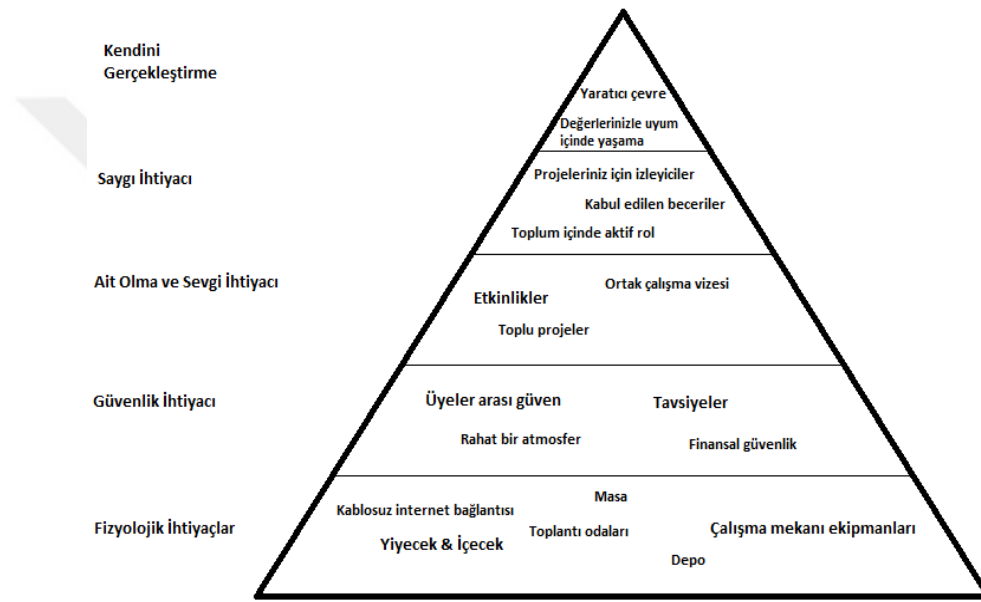 Kendini
Gerçekleştirme
Yaratıcı çevre
Değerlerinizle uyum
içinde yaşama
Saygı İhtiyacı
Projeleriniz için izleyiciler
Kabul edilen beceriler
Toplum içinde aktif rol
Ait Olma ve Sevgi İhtiyacı
Ortak çalışma vizesi
Etkinlikler
Toplu projeler
Güvenlik İhtiyacı
Üyeler arası güven
Tavsiyeler
Rahat bir atmosfer
Finansal güvenlik
Fizyolojik İhtiyaçlar
Masa
Kablosuz internet bağlantısı
Toplantı odaları
Çalışma mekanı ekipmanları
Yiyecek & İçecek
Depo